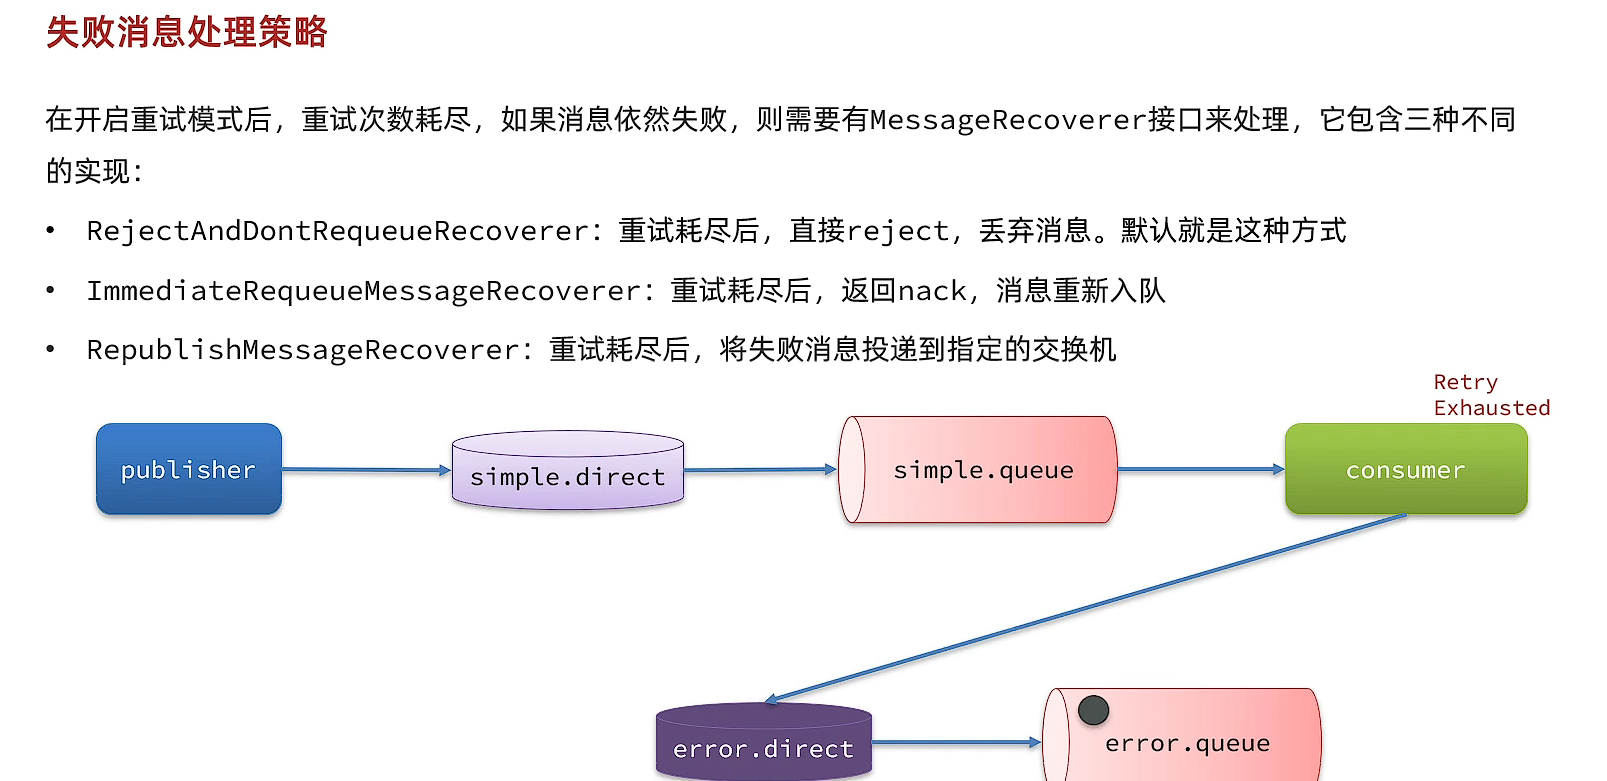 失败消息处理策略
在开启重试模式后，重试次数耗尽，如果消息依然失败，则需要有MessageRecoverer接口来处理，它包含三种不同
的实现：
• RejectAndDontRequeueRecoverer：重试耗尽后，直接reject，丢弃消息。默认就是这种方式
• ImmediateRequeueMessageRecoverer：重试耗尽后，返回nack，消息重新入队
• RepublishMessageRecoverer：重试耗尽后，将失败消息投递到指定的交换机
Retry
Exhausted
publisher
simple.direct
simple.queue
consumer
error.direct
error.queue